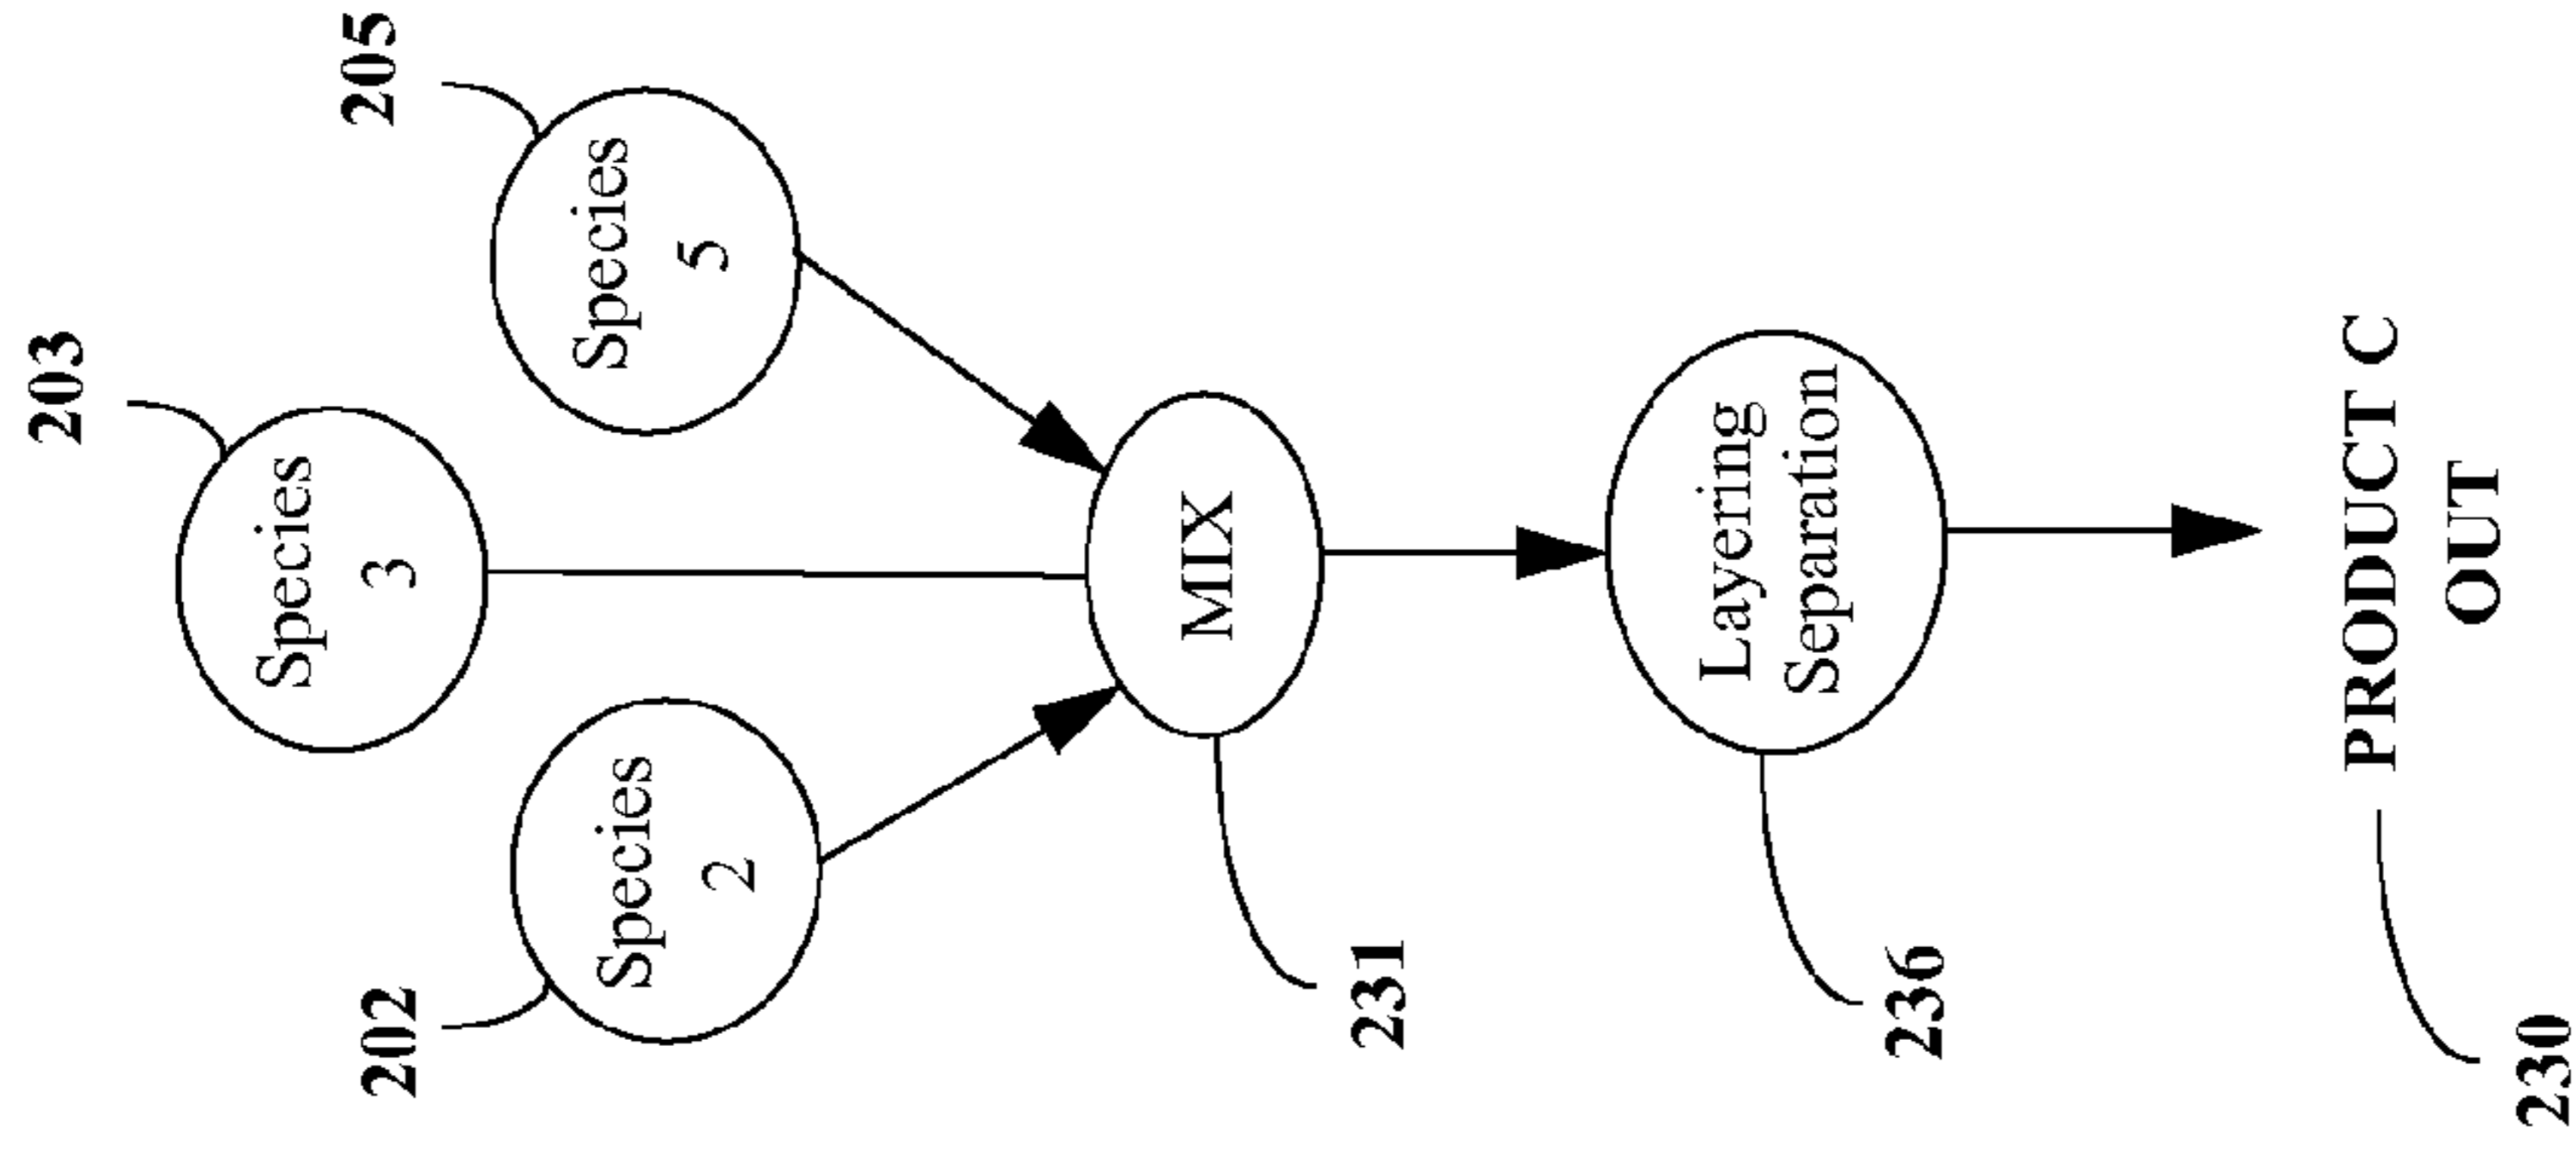 203
Species
3
205
Species
5
202
Species
2
MIX
231
Layering
Separation
236
PRODUCT C
OUT
230